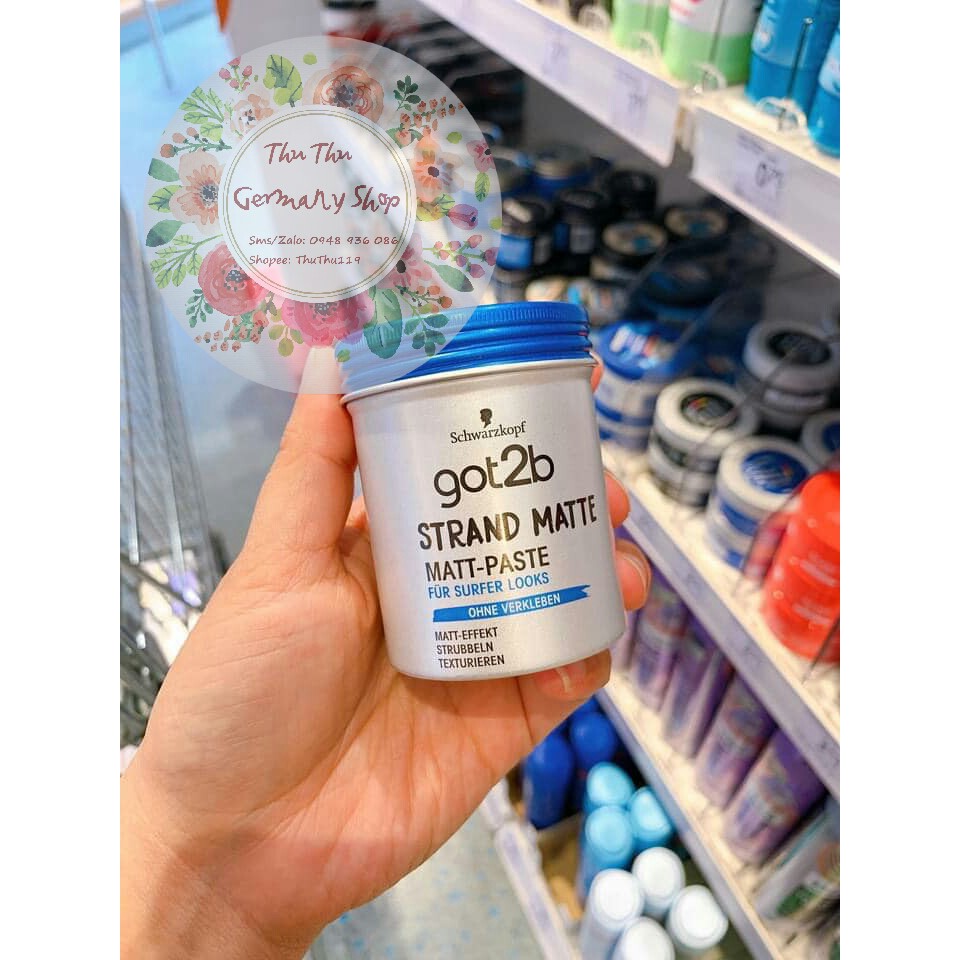 Thu Thu
Germany Shop
Sms/Zalo: 0948 936 086
Shopee: ThuThu119
Schwarzkopf
got2b
STRAND MATTE
MATT-PASTE
FÜR SURFER LOOKS
OHNE VERKLEBEN
MATT-EFFEKT
STRUBBELN
TEXTURIEREN